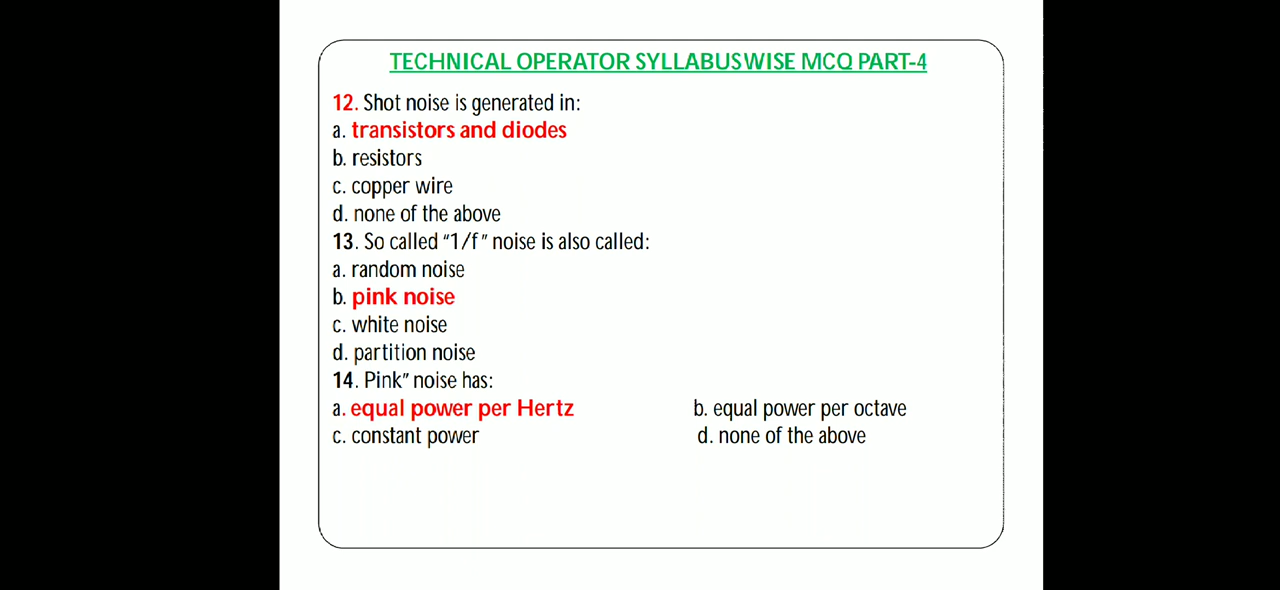 TECHNICAL OPERATOR SYLLABUSWISE MCQ PART-4
12. Shot noise is generated in:
a. transistors and diodes
b. resistors
c. copper wire
d. none of the above
13. So called “1/f” noise is also called:
a. random noise
b. pink noise
c. white noise
d. partition noise
14. Pink” noise has:
a. equal power per Hertz b. equal power per octave
c. constant power d. none of the above